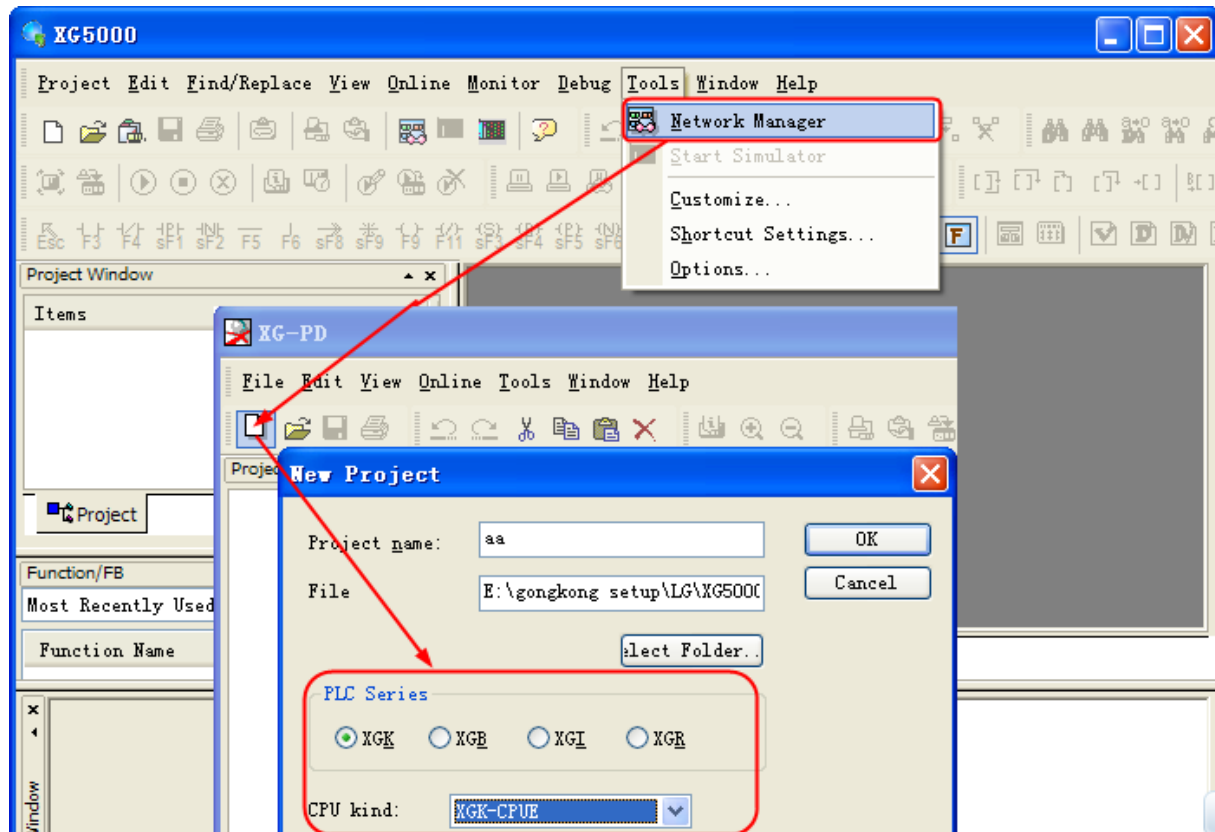 XG5000
Project Edit Find/Replace View Online Monitor Debug Tools Window Help
Network Manager
Start Simulator
Customize...
Shortcut Settings...
Options...
Esc F3 F4 sF1 sF2 F5 F6 sF8 sF9 F9 F11 sF3 sF4 sF5 sF6
F
Project Window
Items
XG-PD
File Edit View Online Tools Window Help
Project
New Project
Project name: aa OK
File E:\gongkong setup\LG\XG5000 Cancel
elect Folder..
Function/FB
Most Recently Used
Function Name
PLC Series
XGK XGB XGI XGR
CPU kind: XGK-CPUE
Window